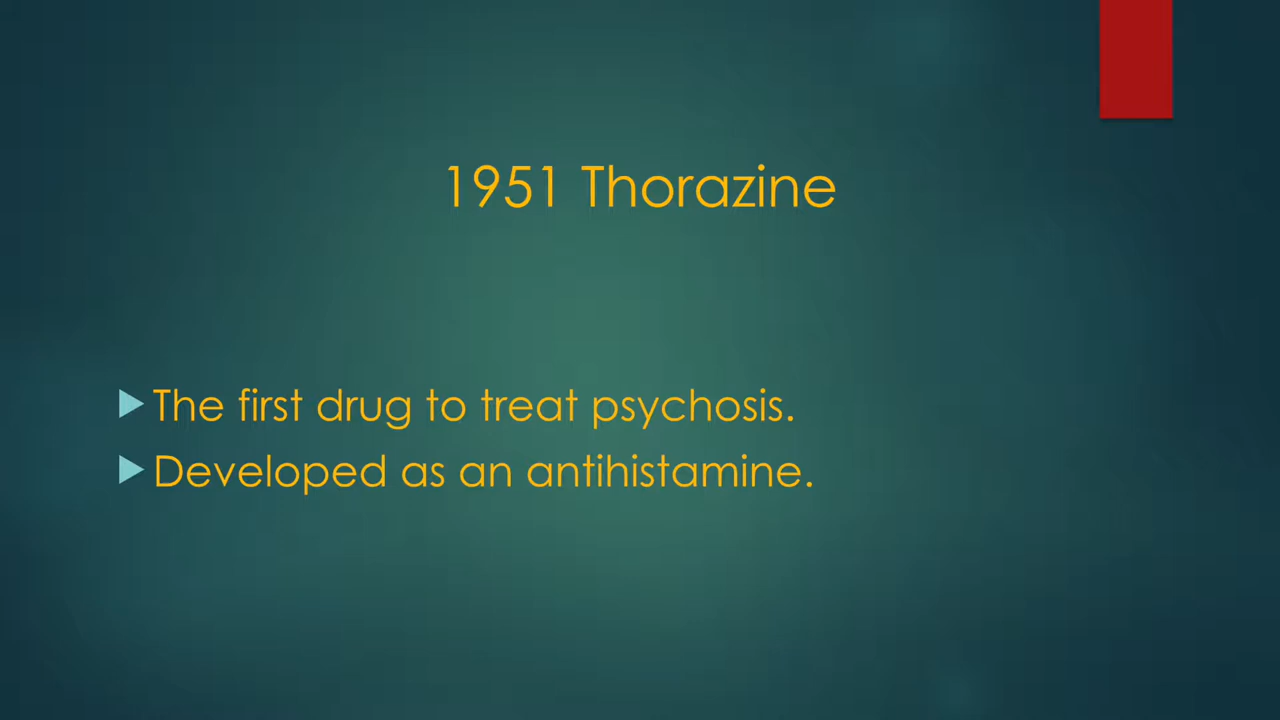 1951 Thorazine
The first drug to treat psychosis.
Developed as an antihistamine.